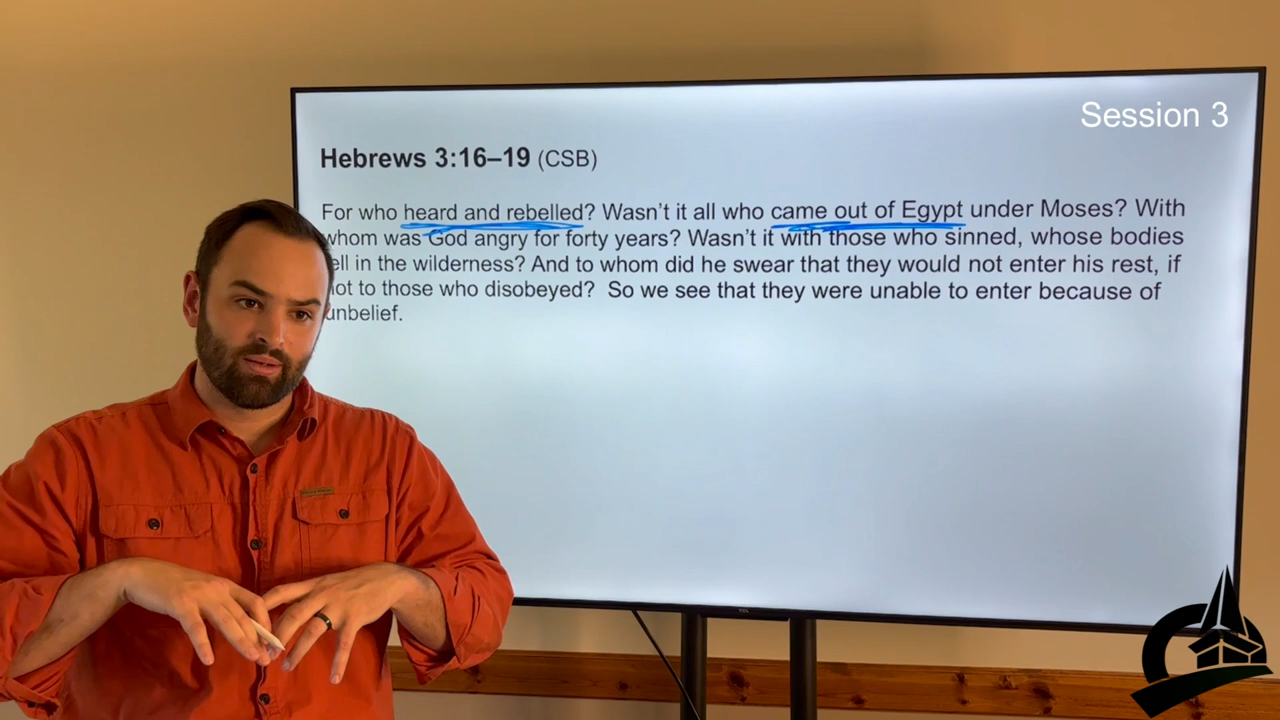 Session 3
Hebrews 3:16–19 (CSB)
For who heard and rebelled? Wasn't it all who came out of Egypt under Moses? With
whom was God angry for forty years? Wasn't it with those who sinned, whose bodies
ell in the wilderness? And to whom did he swear that they would not enter his rest, if
ot to those who disobeyed? So we see that they were unable to enter because of
unbelief.
TCL